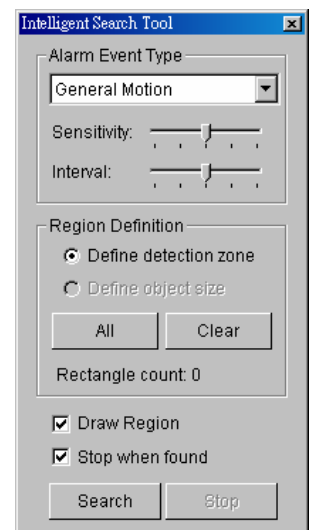 Intelligent Search Tool
Alarm Event Type
General Motion
Sensitivity:
Interval:
Region Definition
Define detection zone
Define object size
All Clear
Rectangle count: 0
Draw Region
Stop when found
Search Stop